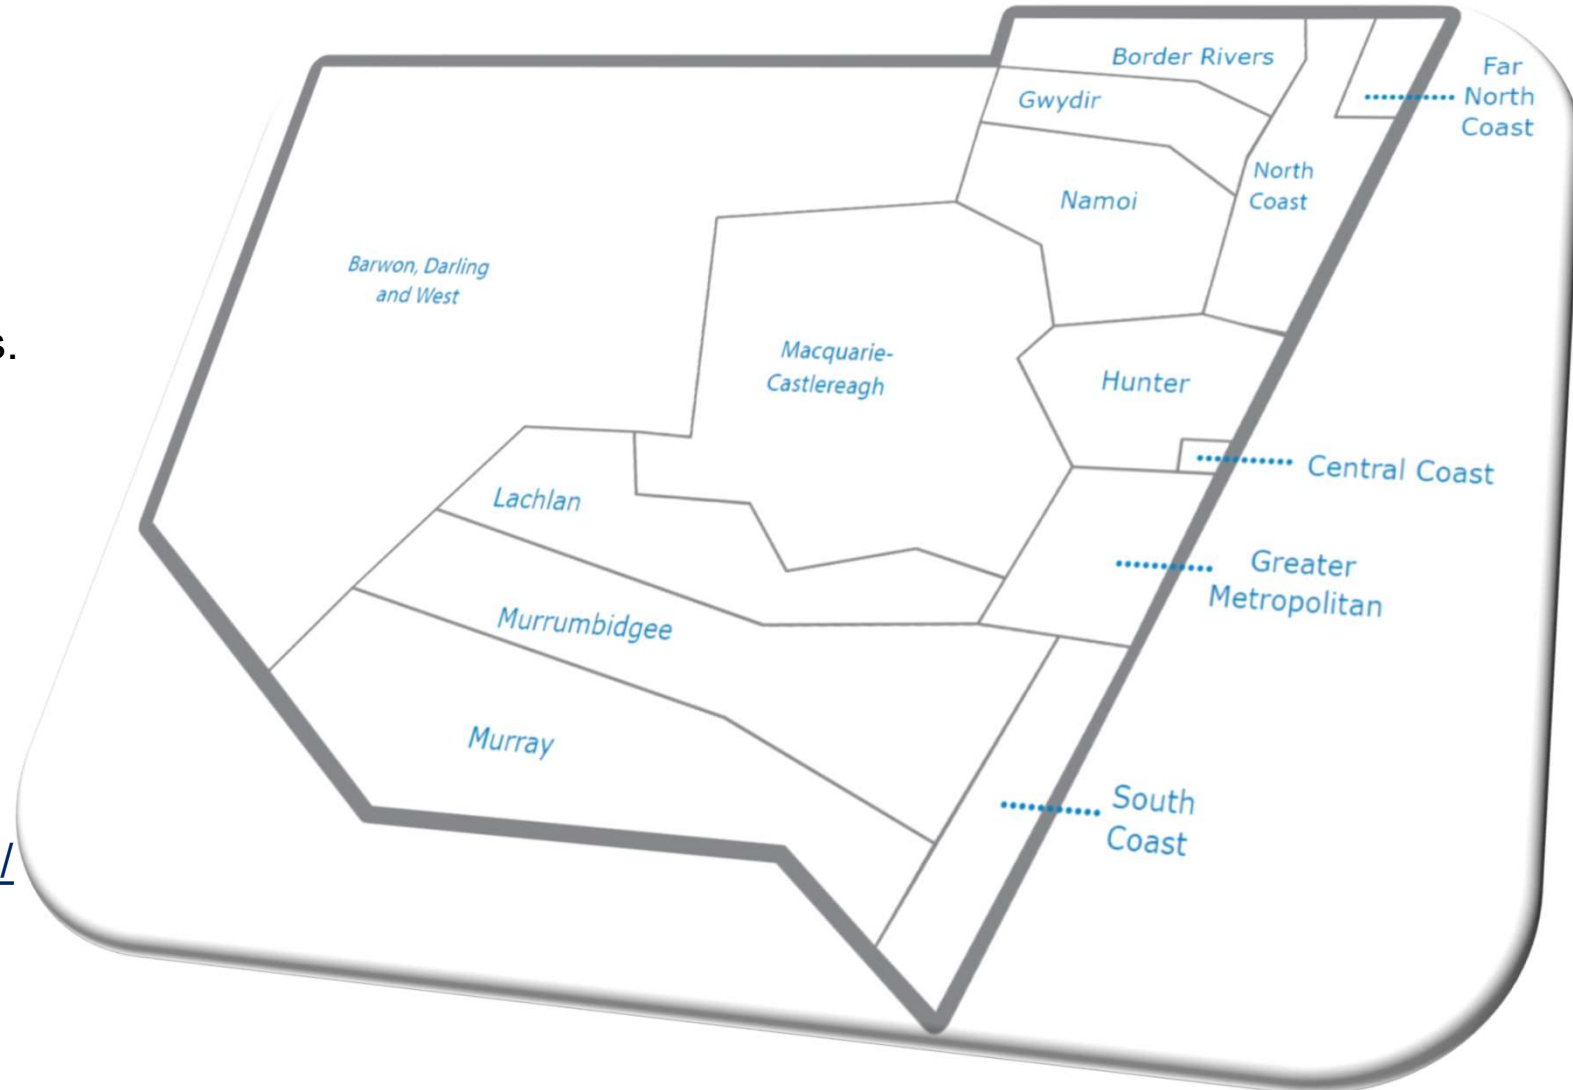 Border Rivers
Far
North
Coast
Gwydir
North
Coast
Namoi
Barwon, Darling
and West
s.
Macquarie-
Castlereagh
Hunter
Central Coast
Lachlan
Greater
Metropolitan
Murrumbidgee
Murray
South
Coast
/